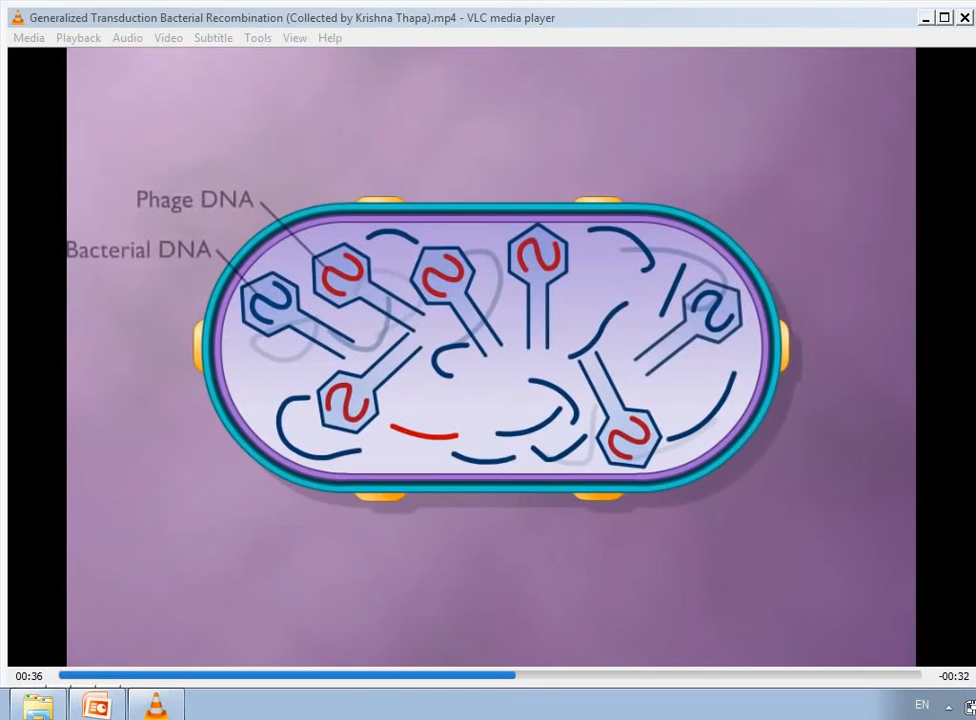 Generalized Transduction Bacterial Recombination (Collected by Krishna Thapa).mp4 - VLC media player
Media Playback Audio Video Subtitle Tools View Help
Phage DNA
Bacterial DNA
00:36 -00:32
EN